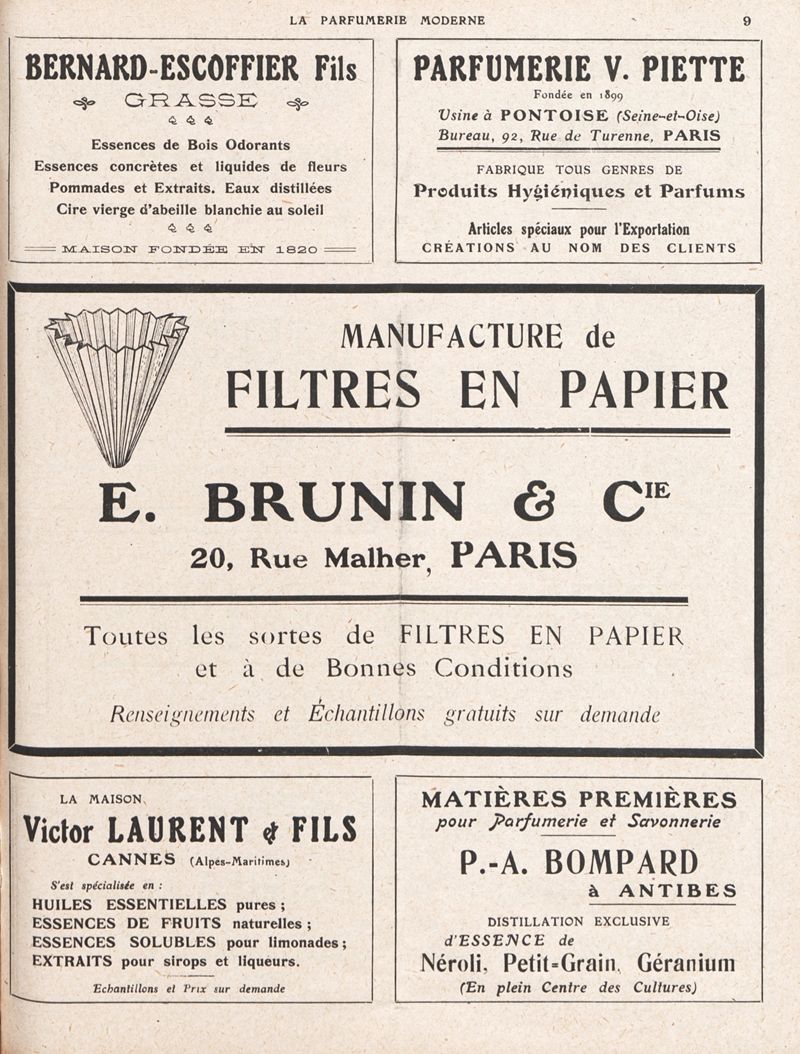 LA PARFUMERIE MODERNE
9
BERNARD-ESCOFFIER Fils
GRASSE
Essences de Bois Odorants
Essences concrètes et liquides de fleurs
Pommades et Extraits. Eaux distillées
Cire vierge d'abeille blanchie au soleil
MAISON FONDÉE EN 1820
PARFUMERIE V. PIETTE
Fondée en 1899
Usine à PONTOISE (Seine-et-Oise)
Bureau, 92, Rue de Turenne, PARIS
FABRIQUE TOUS GENRES DE
Produits Hygiéniques et Parfums
Articles spéciaux pour l'Exportation
CRÉATIONS AU NOM DES CLIENTS
MANUFACTURE de
FILTRES EN PAPIER
E. BRUNIN & CIE
20, Rue Malher, PARIS
Toutes les sortes de FILTRES EN PAPIER
et à de Bonnes Conditions
Renseignements et Échantillons gratuits sur demande
LA MAISON
Victor LAURENT & FILS
CANNES (Alpes-Maritimes)
S'est spécialisée en :
HUILES ESSENTIELLES pures ;
ESSENCES DE FRUITS naturelles ;
ESSENCES SOLUBLES pour limonades ;
EXTRAITS pour sirops et liqueurs.
Echantillons et Prix sur demande
MATIÈRES PREMIÈRES
pour Parfumerie et Savonnerie
P.-A. BOMPARD
à ANTIBES
DISTILLATION EXCLUSIVE
d'ESSENCE de
Néroli, Petit-Grain, Géranium
(En plein Centre des Cultures)